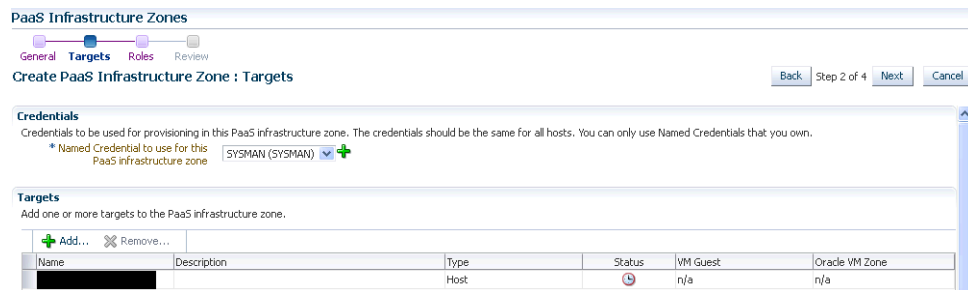 PaaS Infrastructure Zones
General Targets Roles Review
Create PaaS Infrastructure Zone : Targets
Back Step 2 of 4 Next Cancel
Credentials
Credentials to be used for provisioning in this PaaS infrastructure zone. The credentials should be the same for all hosts. You can only use Named Credentials that you own.
* Named Credential to use for this
PaaS infrastructure zone
SYSMAN (SYSMAN)
Targets
Add one or more targets to the PaaS infrastructure zone.
Add... Remove...
Name Description Type Status VM Guest Oracle VM Zone
Host n/a n/a